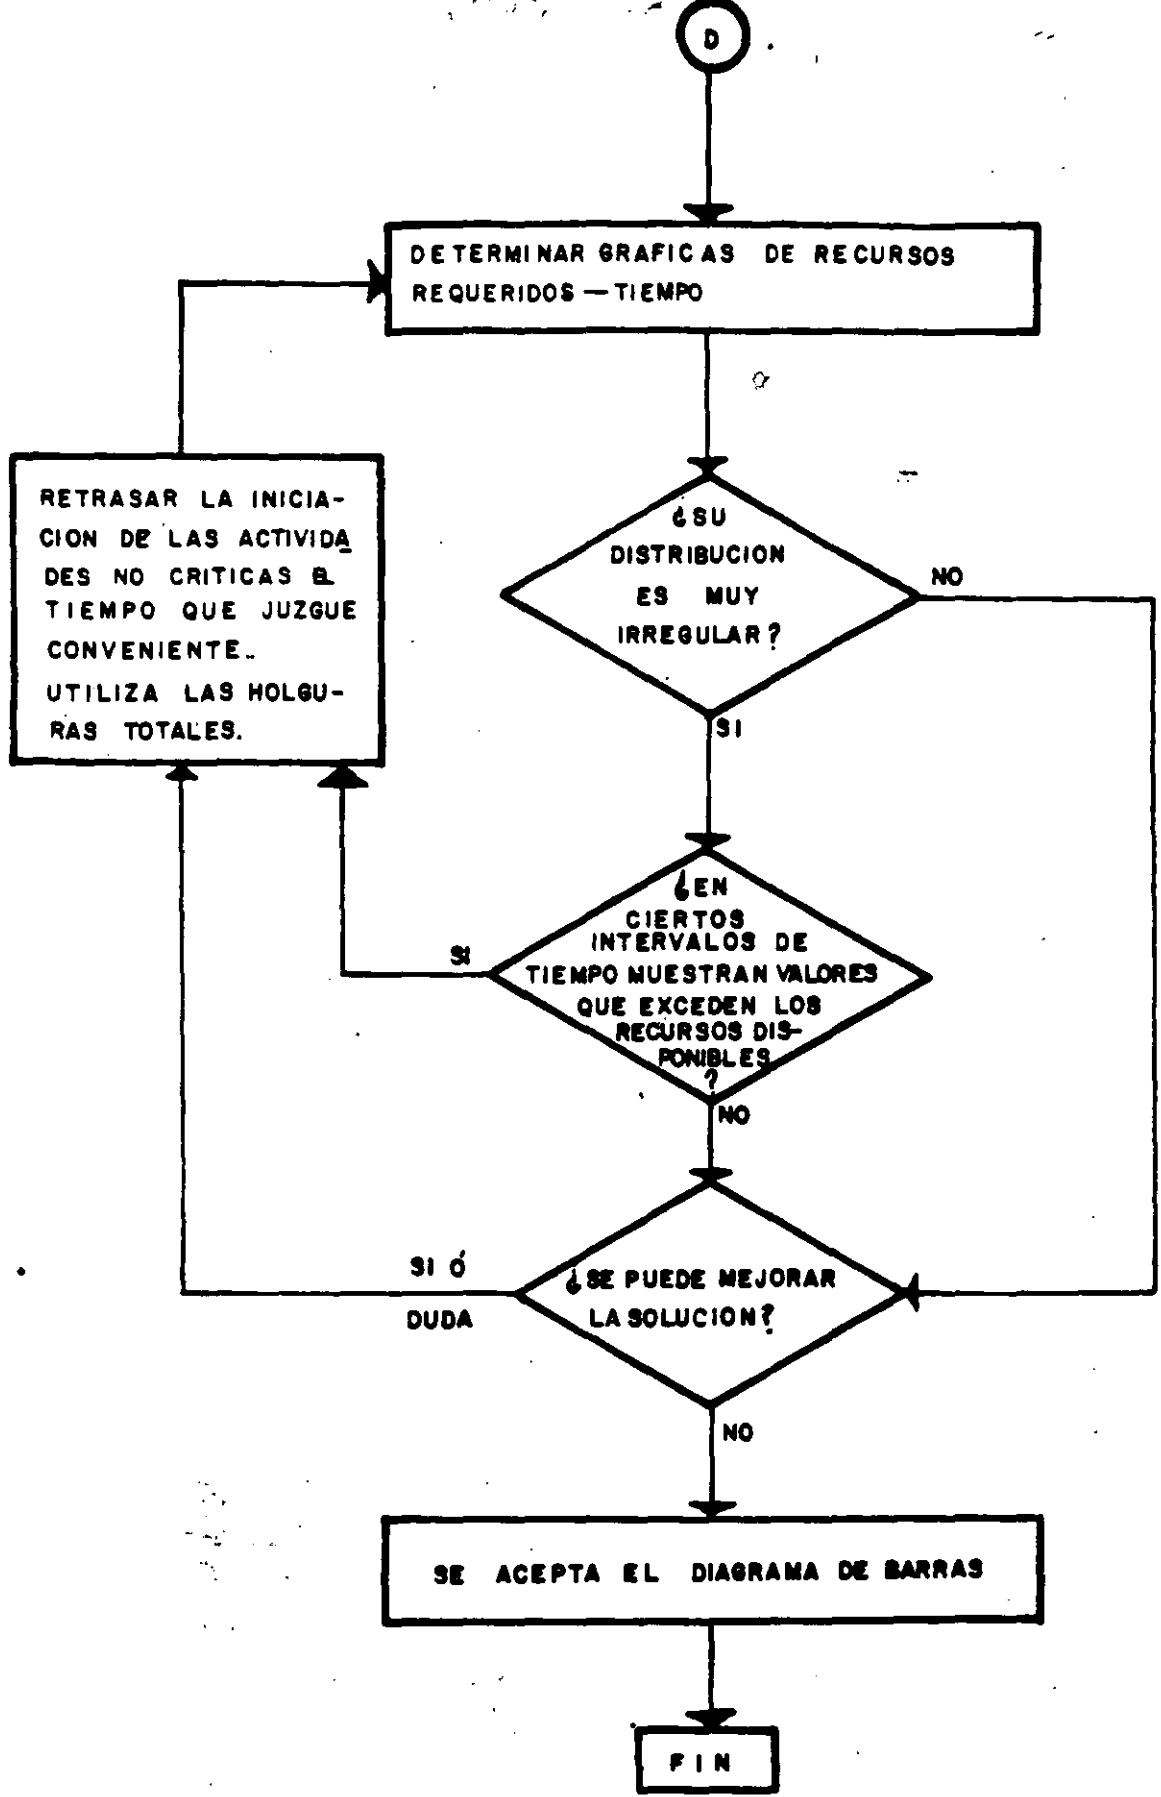 D
DETERMINAR GRAFICAS DE RECURSOS
REQUERIDOS — TIEMPO
RETRASAR LA INICIA-
CION DE LAS ACTIVIDA
DES NO CRITICAS EL
TIEMPO QUE JUZGUE
CONVENIENTE..
UTILIZA LAS HOLGU-
RAS TOTALES.
¿SU
DISTRIBUCION
ES MUY
IRREGULAR?
NO
SI
¿EN
CIERTOS
INTERVALOS DE
TIEMPO MUESTRAN VALORES
QUE EXCEDEN LOS
RECURSOS DIS-
PONIBLES
?
SI
NO
¿SE PUEDE MEJORAR
LA SOLUCION?
SI Ó
DUDA
NO
SE ACEPTA EL DIAGRAMA DE BARRAS
FIN